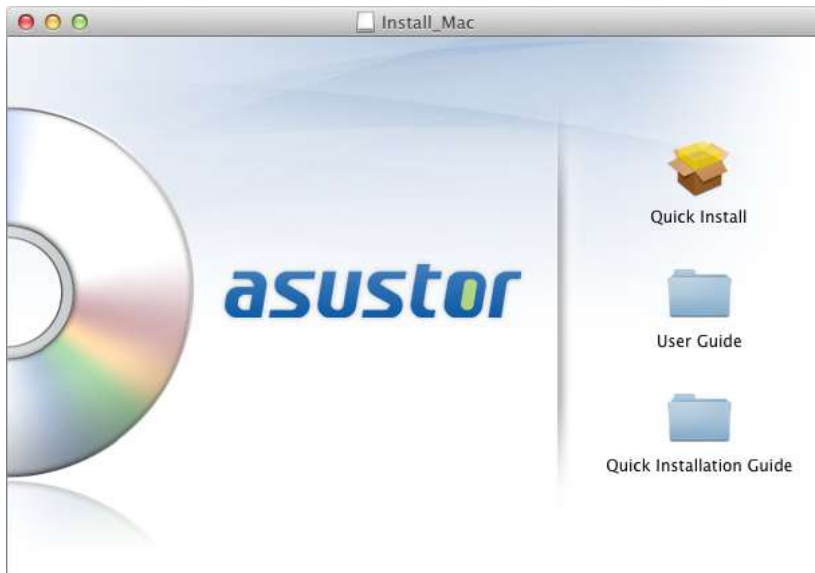 Install_Mac
asustor
Quick Install
User Guide
Quick Installation Guide